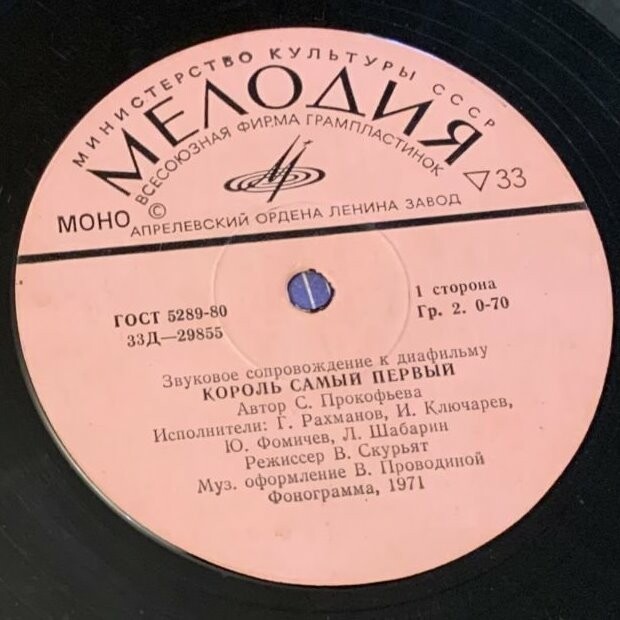 МИНИСТЕРСТВО КУЛЬТУРЫ СССР
МЕЛОДИЯ
ВСЕСОЮЗНАЯ ФИРМА ГРАМПЛАСТИНОК
МОНО © ▽ 33
АПРЕЛЕВСКИЙ ОРДЕНА ЛЕНИНА ЗАВОД
ГОСТ 5289-80
33Д—29855
1 сторона
Гр. 2. 0-70
Звуковое сопровождение к диафильму
КОРОЛЬ САМЫЙ ПЕРВЫЙ
Автор С. Прокофьева
Исполнители: Г. Рахманов, И. Ключарев,
Ю. Фомичев, Л. Шабарин
Режиссер В. Скурьят
Муз. оформление В. Проводиной
Фонограмма, 1971